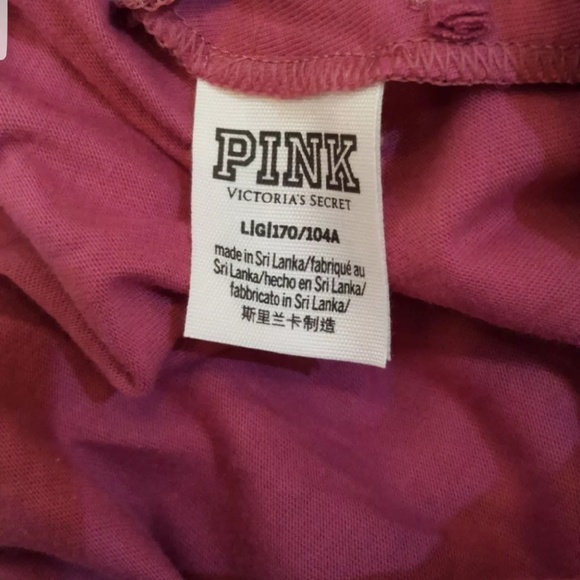 PINK
VICTORIA'S SECRET
L|G|170/104A
made in Sri Lanka/fabriqué au
Sri Lanka/hecho en Sri Lanka/
fabbricato in Sri Lanka/
斯里兰卡制造